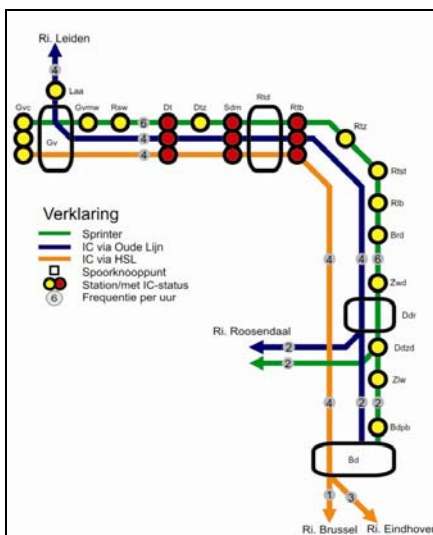 Ri. Leiden
4
Laa
Gvc Gvmw Rsw Dt Dtz Sdm Rtd Rtb
6
Gv
4
4
Rtz
Rtst
Rlb
Brd
Verklaring
Sprinter
IC via Oude Lijn
IC via HSL
Spoorknooppunt
Station/met IC-status
6 Frequentie per uur
4 4 6
Zwd
Ddr
Ri. Roosendaal
2
Ddzd
2
Zlw
4 2 2
Bdpb
Bd
1 3
Ri. Brussel Ri. Eindhoven